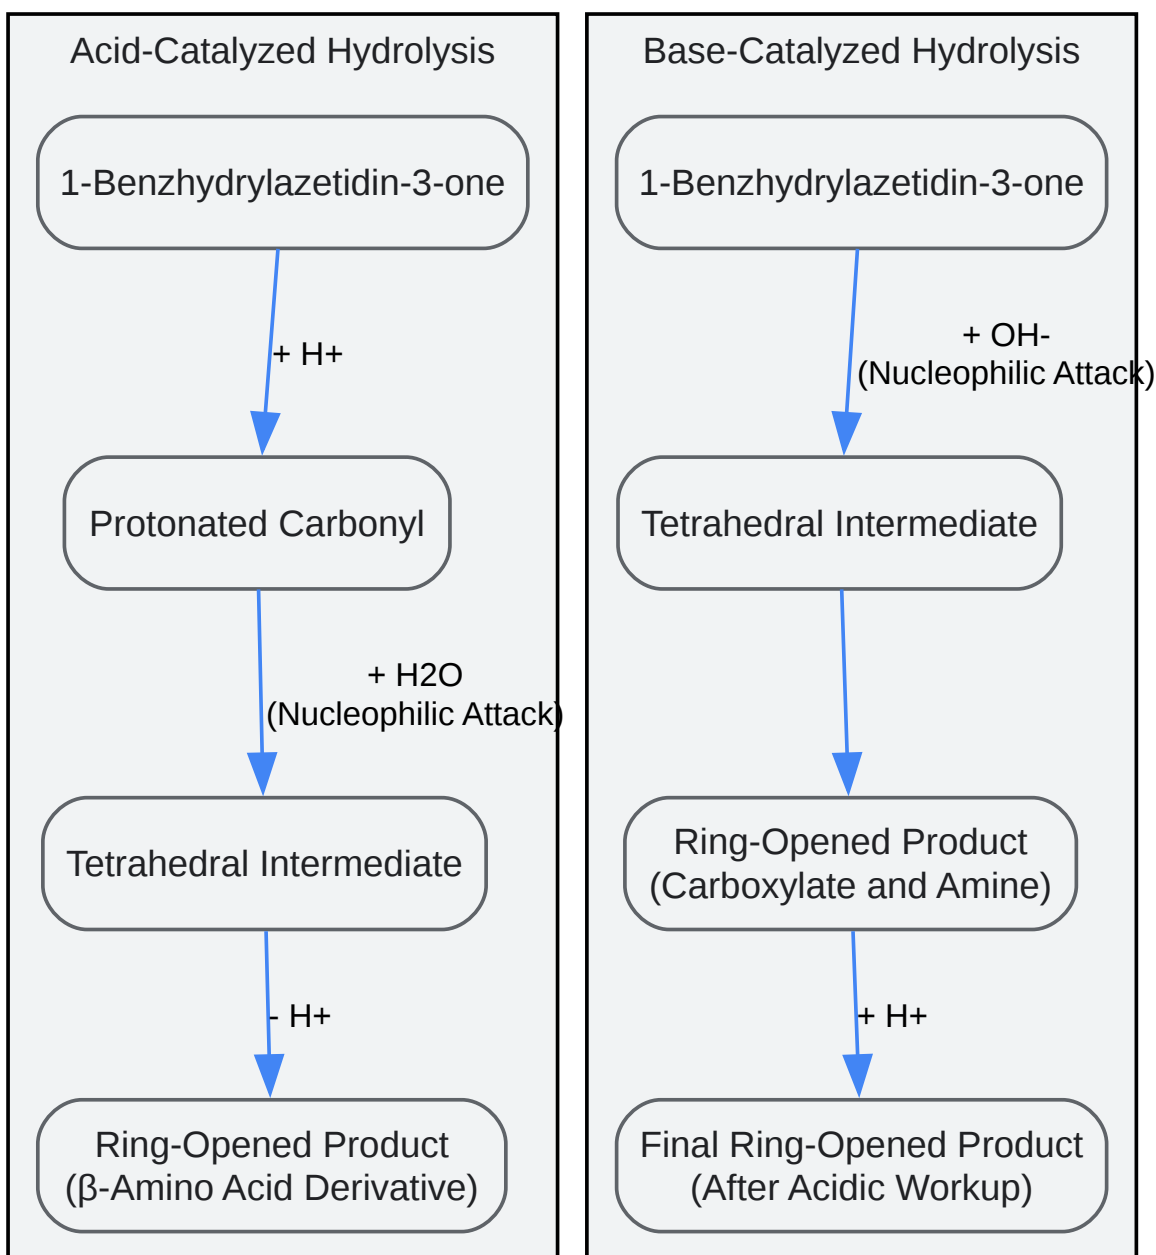 Acid-Catalyzed Hydrolysis
1-Benzhydrylazetidin-3-one
+ H+
Protonated Carbonyl
+ H2O
(Nucleophilic Attack)
Tetrahedral Intermediate
- H+
Ring-Opened Product
(β-Amino Acid Derivative)
Base-Catalyzed Hydrolysis
1-Benzhydrylazetidin-3-one
+ OH-
(Nucleophilic Attack)
Tetrahedral Intermediate
Ring-Opened Product
(Carboxylate and Amine)
+ H+
Final Ring-Opened Product
(After Acidic Workup)